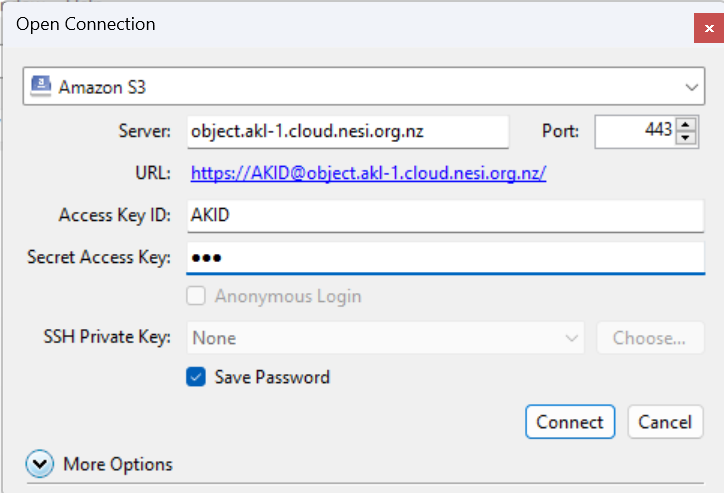 Open Connection
Amazon S3
Server: object.akl-1.cloud.nesi.org.nz Port: 443
URL: https://AKID@object.akl-1.cloud.nesi.org.nz/
Access Key ID: AKID
Secret Access Key: •••
Anonymous Login
SSH Private Key: None Choose...
Save Password
Connect Cancel
More Options